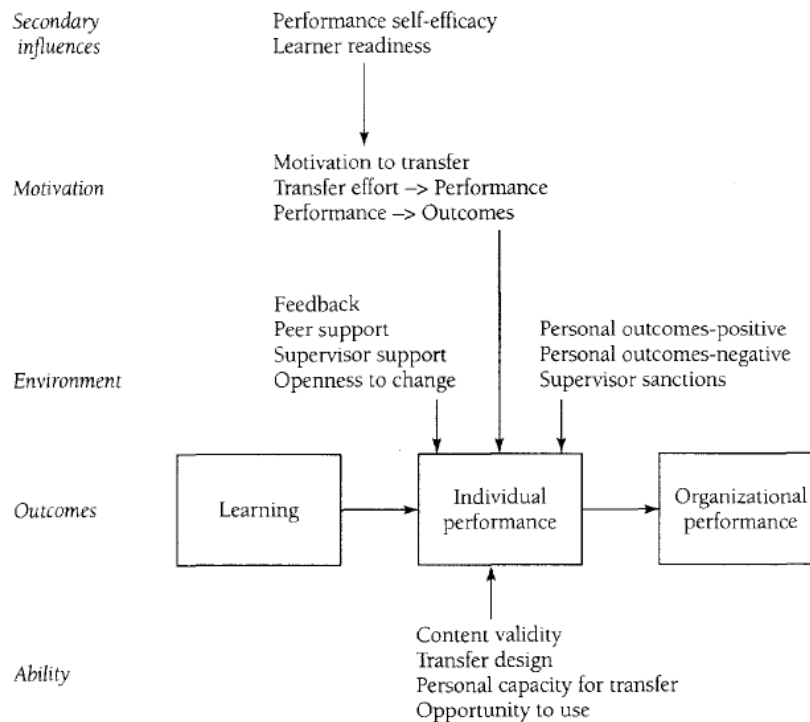 Secondary
influences
Performance self-efficacy
Learner readiness
Motivation
Motivation to transfer
Transfer effort –> Performance
Performance –> Outcomes
Environment
Feedback
Peer support
Supervisor support
Openness to change
Personal outcomes-positive
Personal outcomes-negative
Supervisor sanctions
Outcomes
Learning
Individual
performance
Organizational
performance
Ability
Content validity
Transfer design
Personal capacity for transfer
Opportunity to use